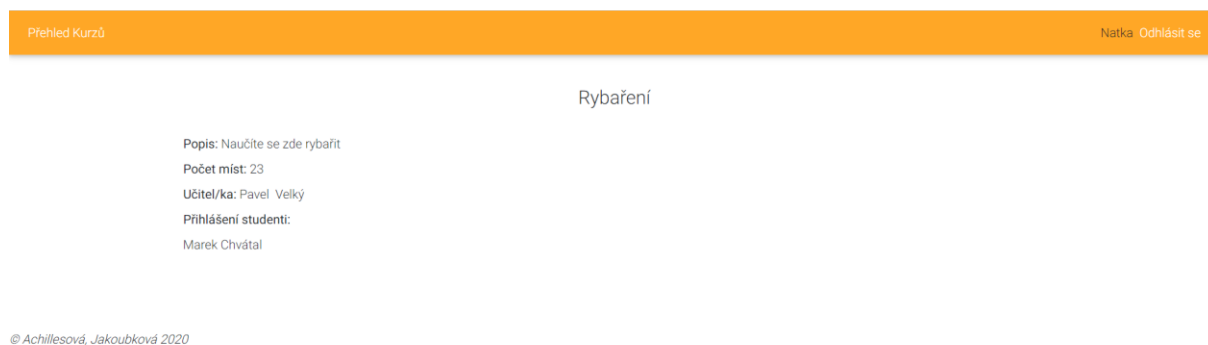 Přehled Kurzů
Natka Odhlásit se
Rybaření
Popis: Naučíte se zde rybařit
Počet míst: 23
Učitel/ka: Pavel Velký
Přihlášení studenti:
Marek Chvátal
© Achillesová, Jakoubková 2020